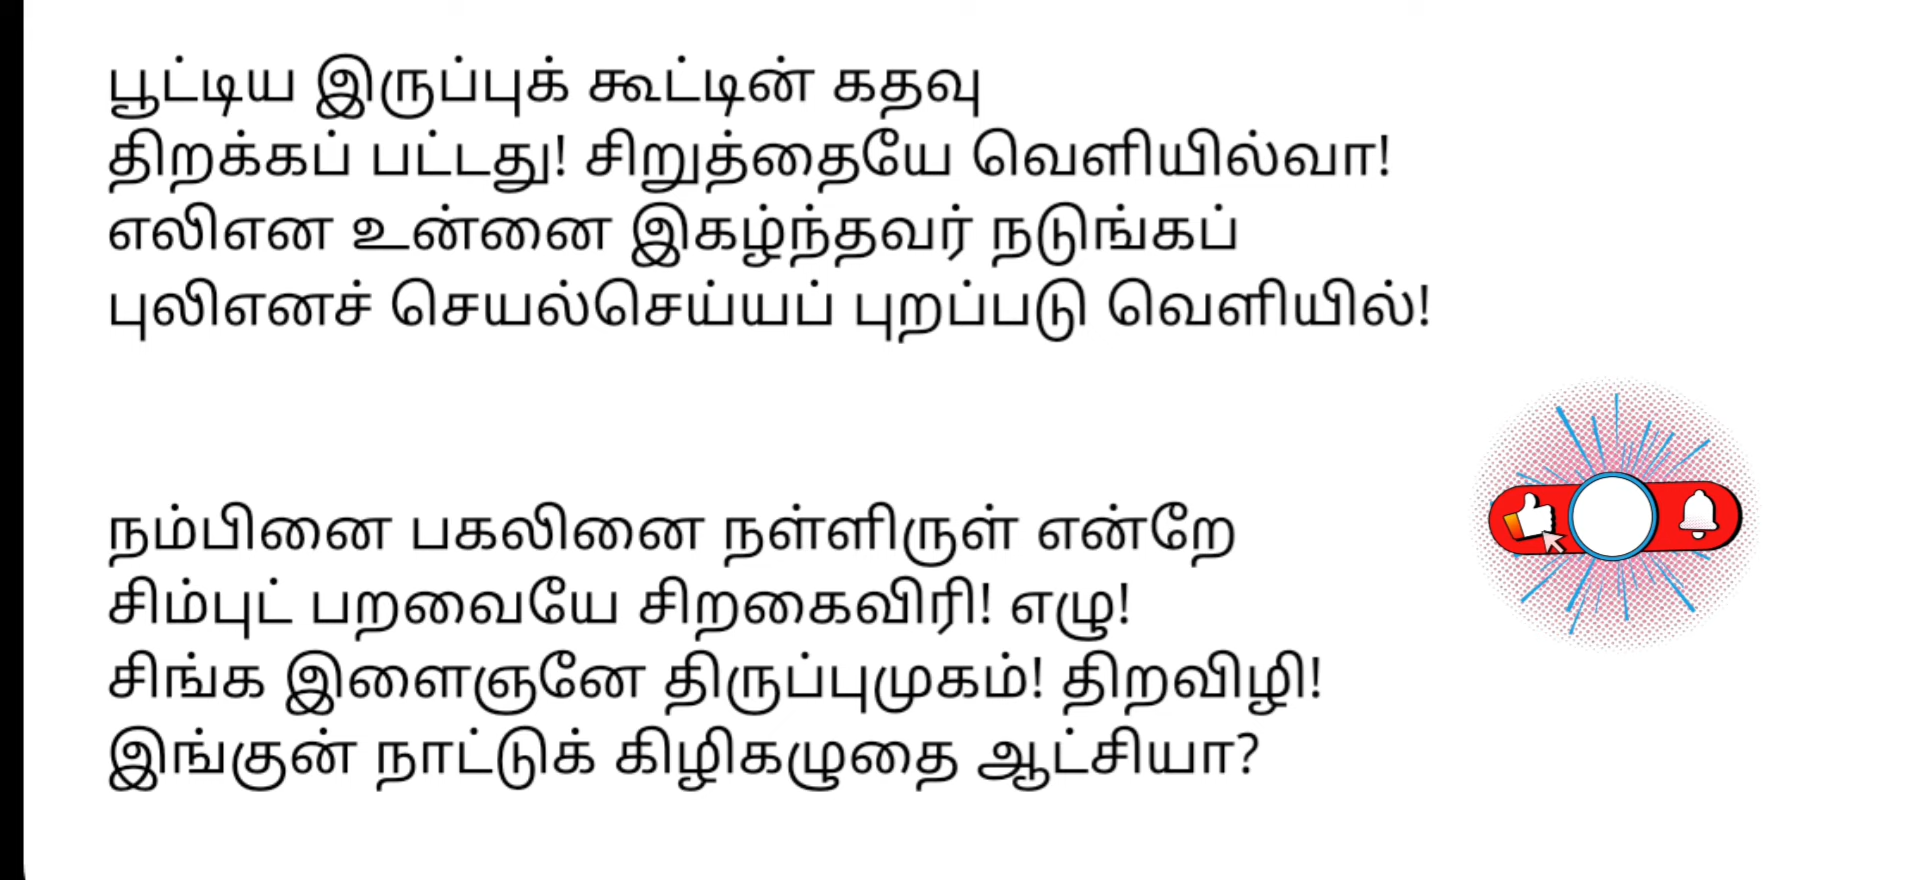 பூட்டிய இருப்புக் கூட்டின் கதவு
திறக்கப் பட்டது! சிறுத்தையே வெளியில்வா!
எலிஎன உன்னை இகழ்ந்தவர் நடுங்கப்
புலிஎனச் செயல்செய்யப் புறப்படு வெளியில்!
நம்பினை பகலினை நள்ளிருள் என்றே
சிம்புட் பறவையே சிறகைவிரி! எழு!
சிங்க இளைஞனே திருப்புமுகம்! திறவிழி!
இங்குன் நாட்டுக் கிழிகழுதை ஆட்சியா?